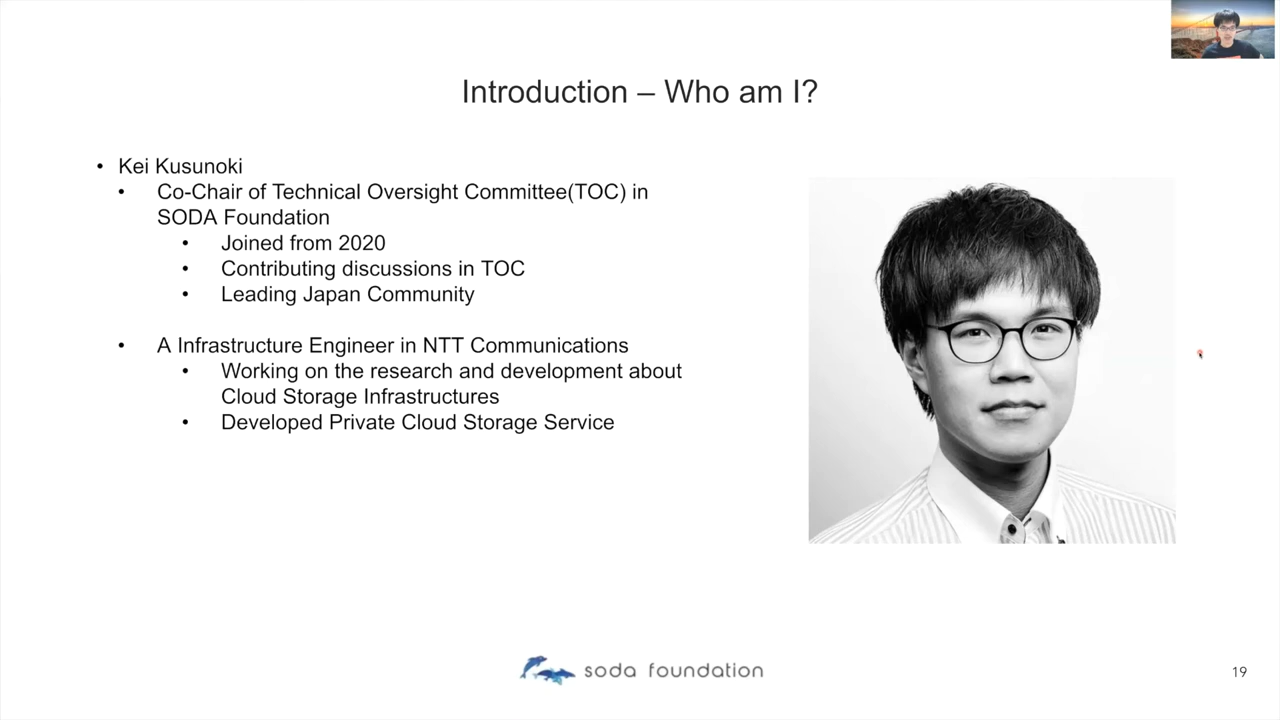 Introduction – Who am I?
• Kei Kusunoki
• Co-Chair of Technical Oversight Committee(TOC) in
SODA Foundation
• Joined from 2020
• Contributing discussions in TOC
• Leading Japan Community
• A Infrastructure Engineer in NTT Communications
• Working on the research and development about
Cloud Storage Infrastructures
• Developed Private Cloud Storage Service
soda foundation
19